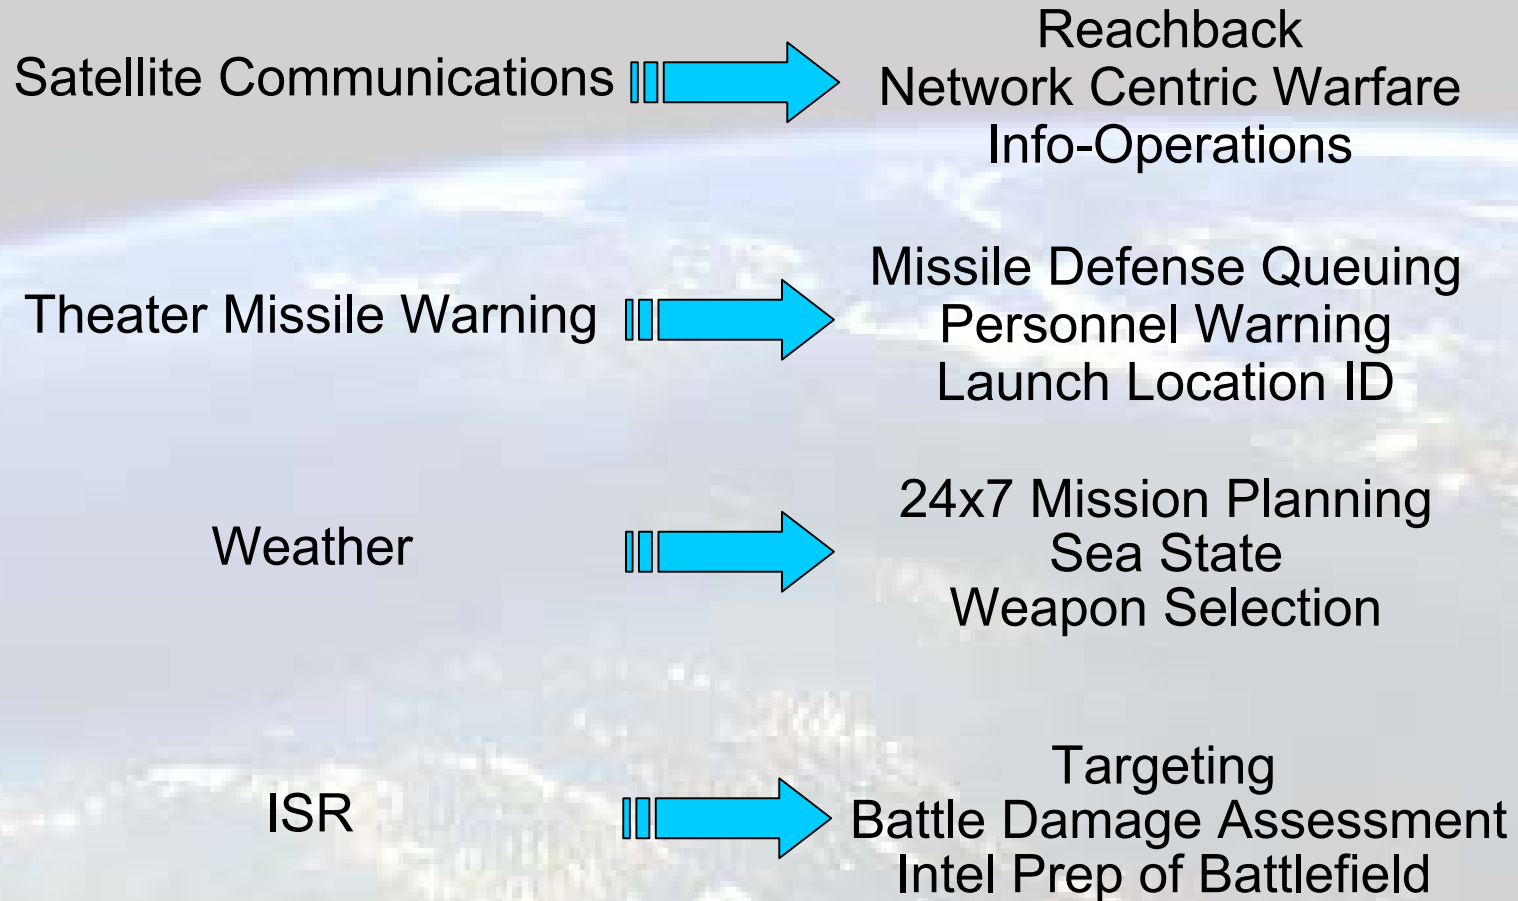 Satellite Communications
Reachback
Network Centric Warfare
Info-Operations
Theater Missile Warning
Missile Defense Queuing
Personnel Warning
Launch Location ID
Weather
24x7 Mission Planning
Sea State
Weapon Selection
ISR
Targeting
Battle Damage Assessment
Intel Prep of Battlefield